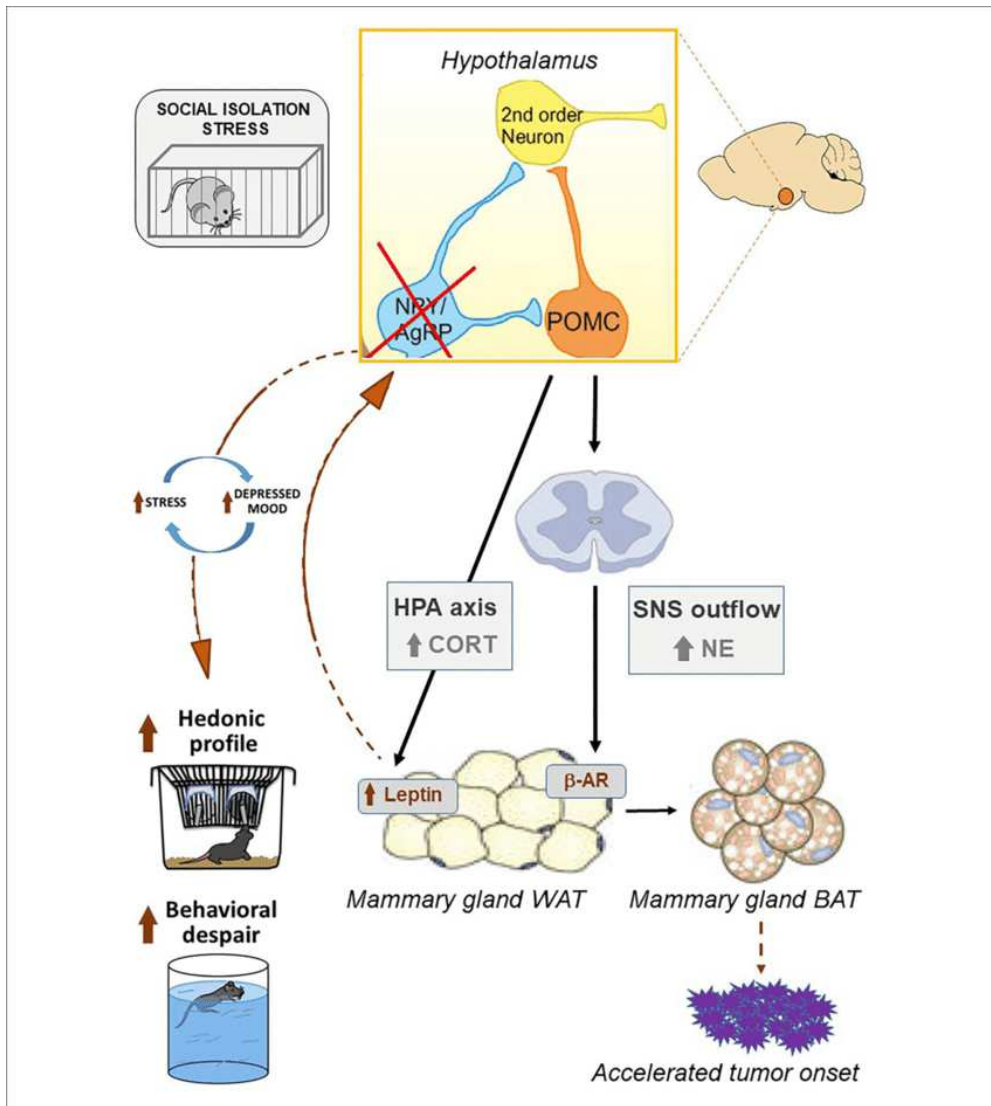 Hypothalamus
SOCIAL ISOLATION
STRESS
2nd order
Neuron
NPY/
AgRP
POMC
STRESS
DEPRESSED
MOOD
HPA axis
CORT
SNS outflow
NE
Hedonic
profile
Leptin
β-AR
Mammary gland WAT
Mammary gland BAT
Behavioral
despair
Accelerated tumor onset